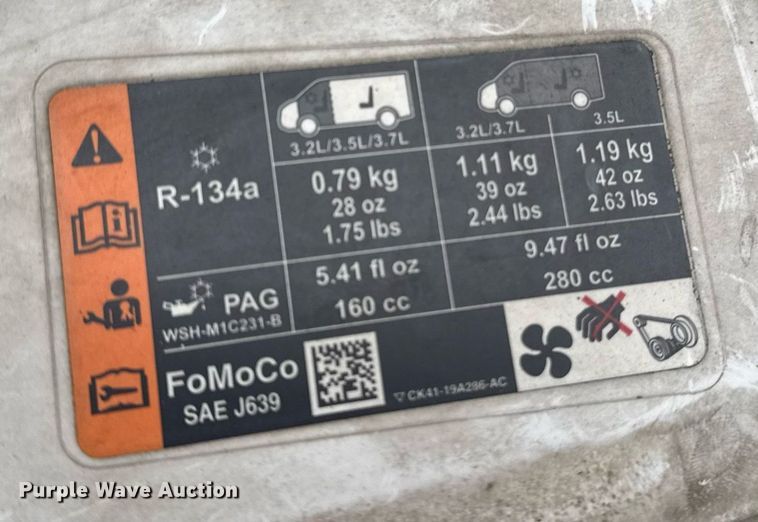 R-134a
3.2L/3.5L/3.7L
3.2L/3.7L
3.5L
0.79 kg
28 oz
1.75 lbs
1.11 kg
39 oz
2.44 lbs
1.19 kg
42 oz
2.63 lbs
PAG
WSH-M1C231-B
5.41 fl oz
160 cc
9.47 fl oz
280 cc
FoMoCo
SAE J639
CK41-19A286-AC
Purple Wave Auction